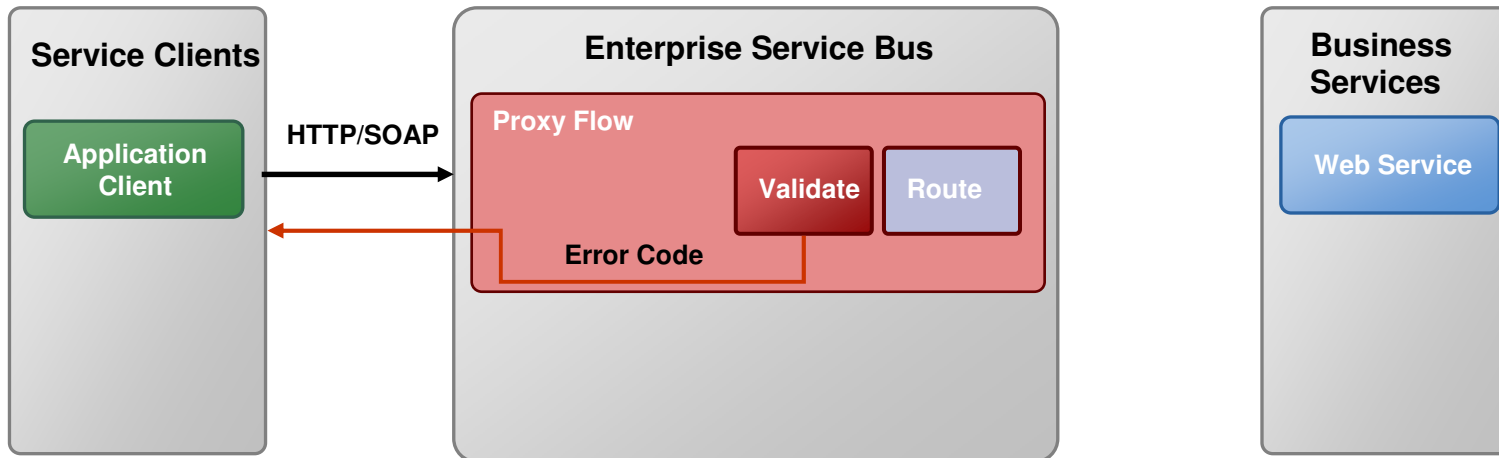 Service Clients
Application
Client
HTTP/SOAP
Enterprise Service Bus
Proxy Flow
Validate
Route
Error Code
Business
Services
Web Service